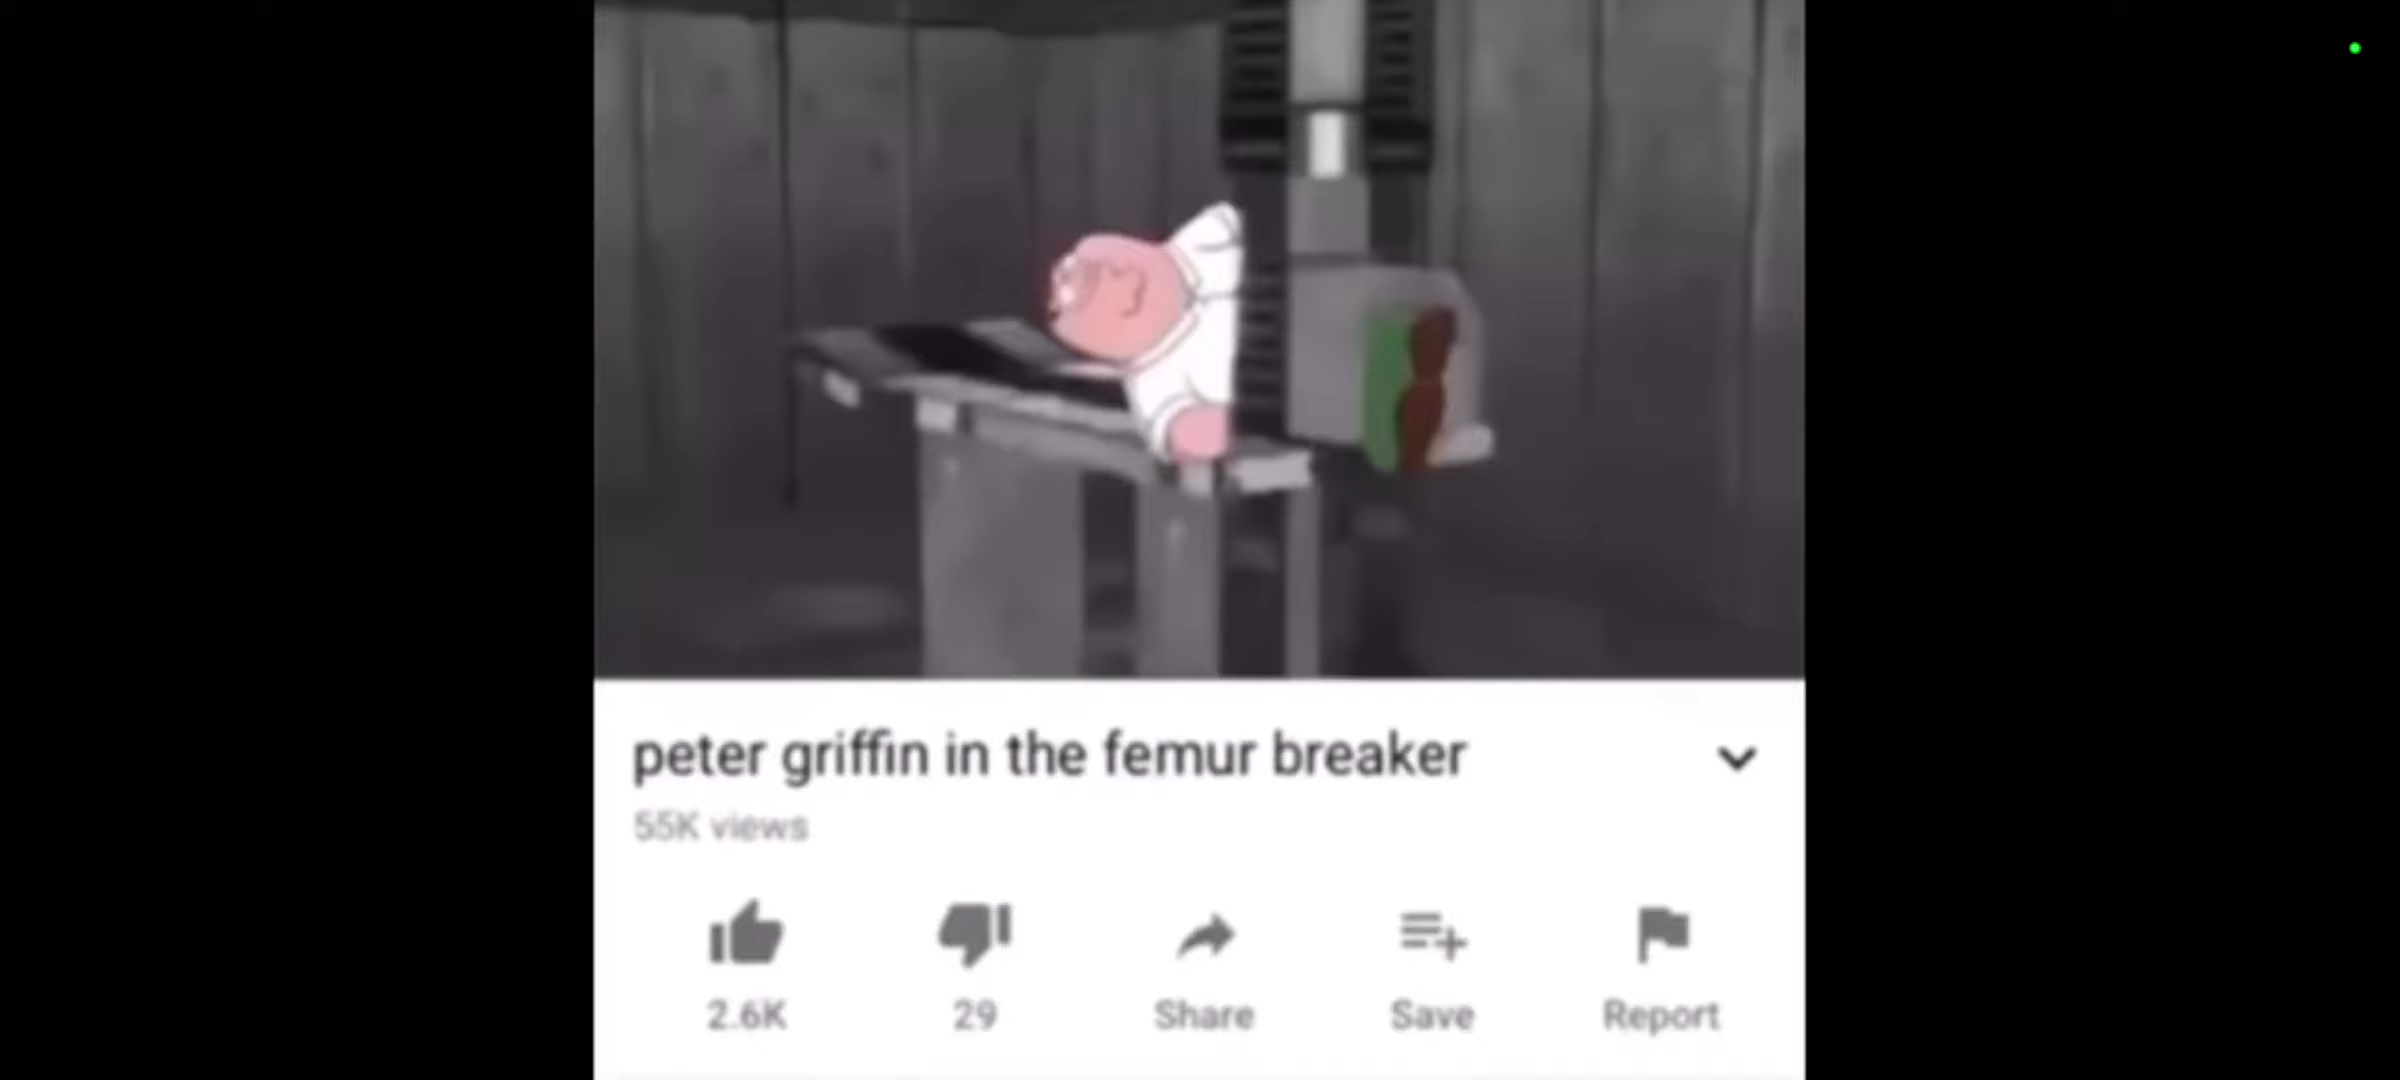 peter griffin in the femur breaker
55K views
2.6K 29 Share Save Report